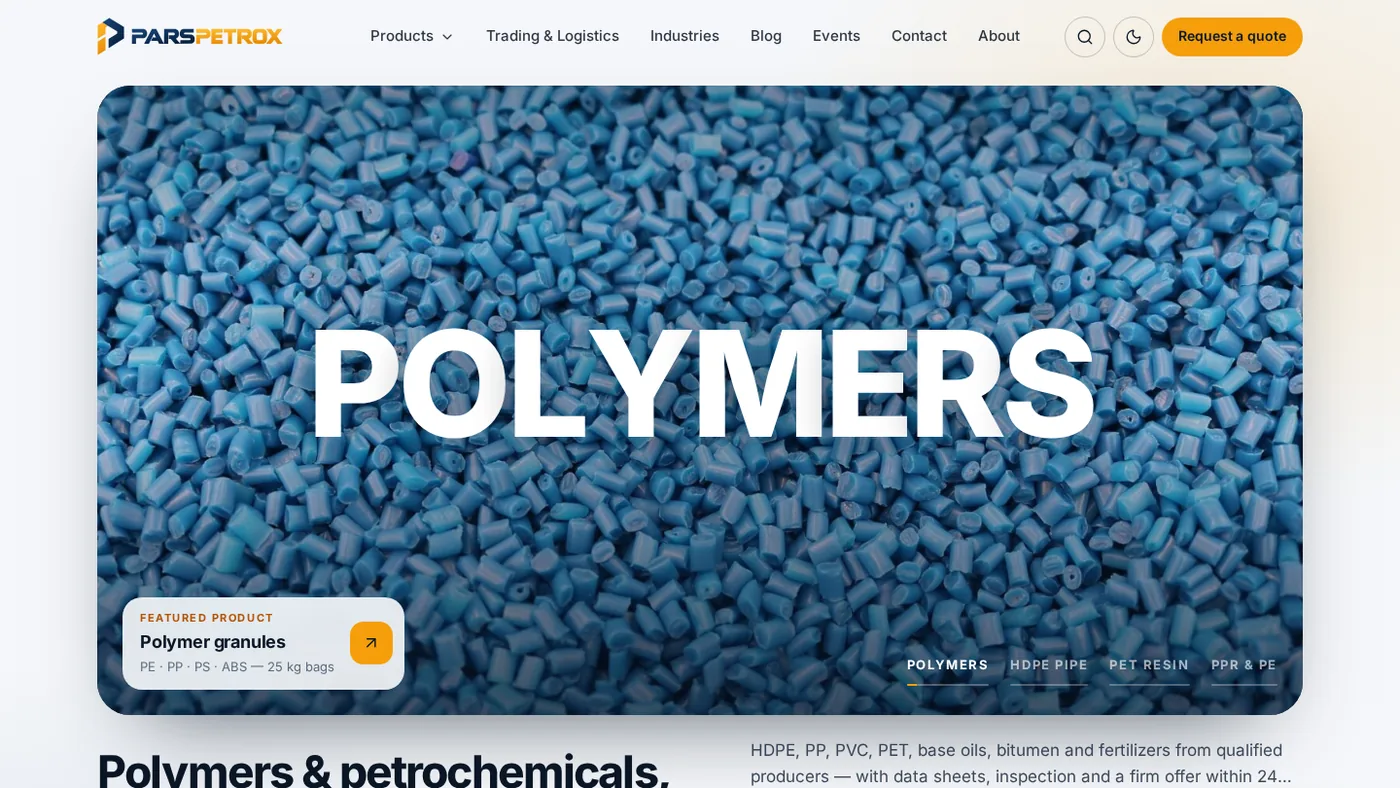 PARSPETROX
Products
Trading & Logistics
Industries
Blog
Events
Contact
About
Request a quote
POLYMERS
FEATURED PRODUCT
Polymer granules
PE · PP · PS · ABS — 25 kg bags
POLYMERS
HDPE PIPE
PET RESIN
PPR & PE
Polymers & petrochemicals,
HDPE, PP, PVC, PET, base oils, bitumen and fertilizers from qualified
producers — with data sheets, inspection and a firm offer within 24...